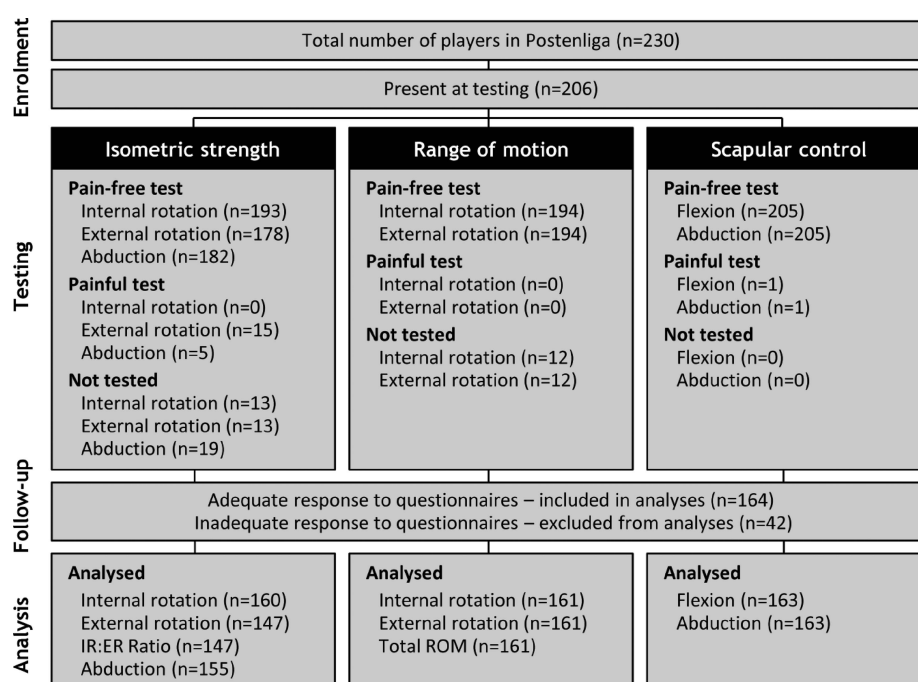 Enrolment
Total number of players in Postenliga (n=230)
Present at testing (n=206)
Testing
Isometric strength
Pain-free test
Internal rotation (n=193)
External rotation (n=178)
Abduction (n=182)
Painful test
Internal rotation (n=0)
External rotation (n=15)
Abduction (n=5)
Not tested
Internal rotation (n=13)
External rotation (n=13)
Abduction (n=19)
Range of motion
Pain-free test
Internal rotation (n=194)
External rotation (n=194)
Painful test
Internal rotation (n=0)
External rotation (n=0)
Not tested
Internal rotation (n=12)
External rotation (n=12)
Scapular control
Pain-free test
Flexion (n=205)
Abduction (n=205)
Painful test
Flexion (n=1)
Abduction (n=1)
Not tested
Flexion (n=0)
Abduction (n=0)
Follow-up
Adequate response to questionnaires – included in analyses (n=164)
Inadequate response to questionnaires – excluded from analyses (n=42)
Analysis
Analysed
Internal rotation (n=160)
External rotation (n=147)
IR:ER Ratio (n=147)
Abduction (n=155)
Analysed
Internal rotation (n=161)
External rotation (n=161)
Total ROM (n=161)
Analysed
Flexion (n=163)
Abduction (n=163)